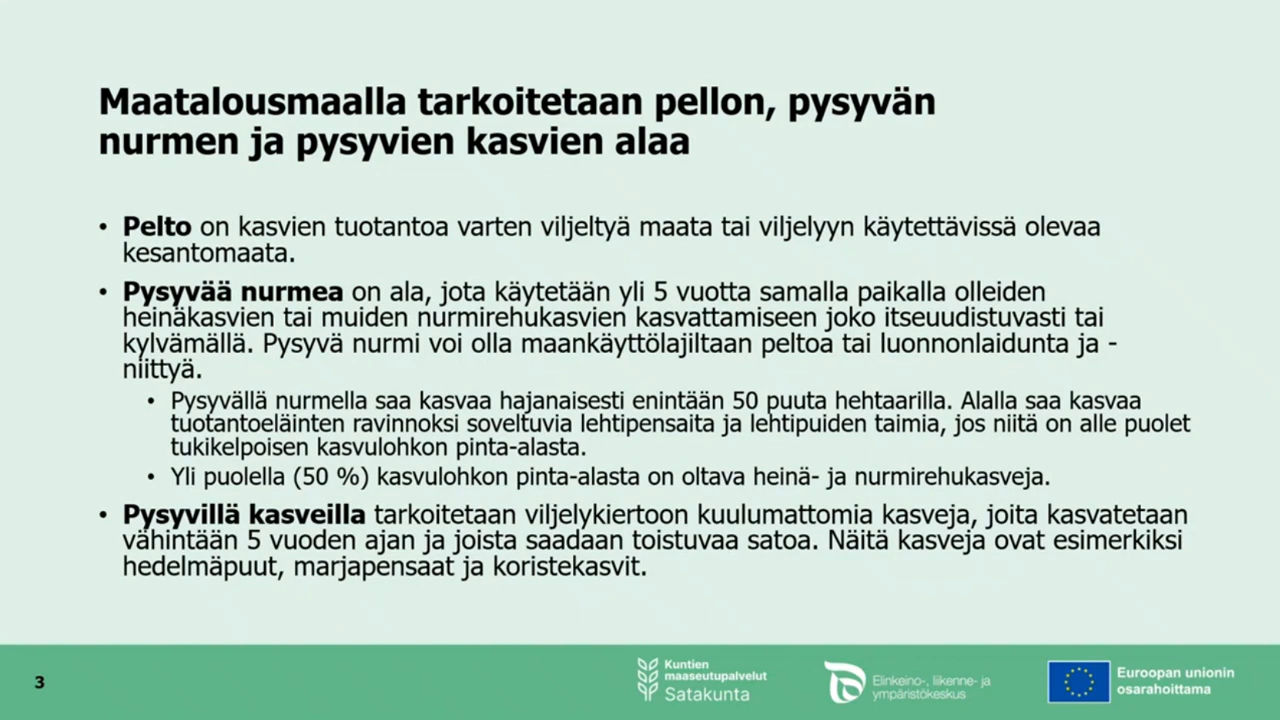 Maatalousmaalla tarkoitetaan pellon, pysyvän
nurmen ja pysyvien kasvien alaa
• Pelto on kasvien tuotantoa varten viljeltyä maata tai viljelyyn käytettävissä olevaa
kesantomaata.
• Pysyvää nurmea on ala, jota käytetään yli 5 vuotta samalla paikalla olleiden
heinäkasvien tai muiden nurmirehukasvien kasvattamiseen joko itseuudistuvasti tai
kylvämällä. Pysyvä nurmi voi olla maankäyttölajiltaan peltoa tai luonnonlaidunta ja -
niittyä.
• Pysyvällä nurmella saa kasvaa hajanaisesti enintään 50 puuta hehtaarilla. Alalla saa kasvaa
tuotantoeläinten ravinnoksi soveltuvia lehtipensaita ja lehtipuiden taimia, jos niitä on alle puolet
tukikelpoisen kasvulohkon pinta-alasta.
• Yli puolella (50 %) kasvulohkon pinta-alasta on oltava heinä- ja nurmirehukasveja.
• Pysyvillä kasveilla tarkoitetaan viljelykiertoon kuulumattomia kasveja, joita kasvatetaan
vähintään 5 vuoden ajan ja joista saadaan toistuvaa satoa. Näitä kasveja ovat esimerkiksi
hedelmäpuut, marjapensaat ja koristekasvit.
3
Kuntien
maaseutupalvelut
Satakunta
Elinkeino-, liikenne- ja
ympäristökeskus
Euroopan unionin
osarahoittama